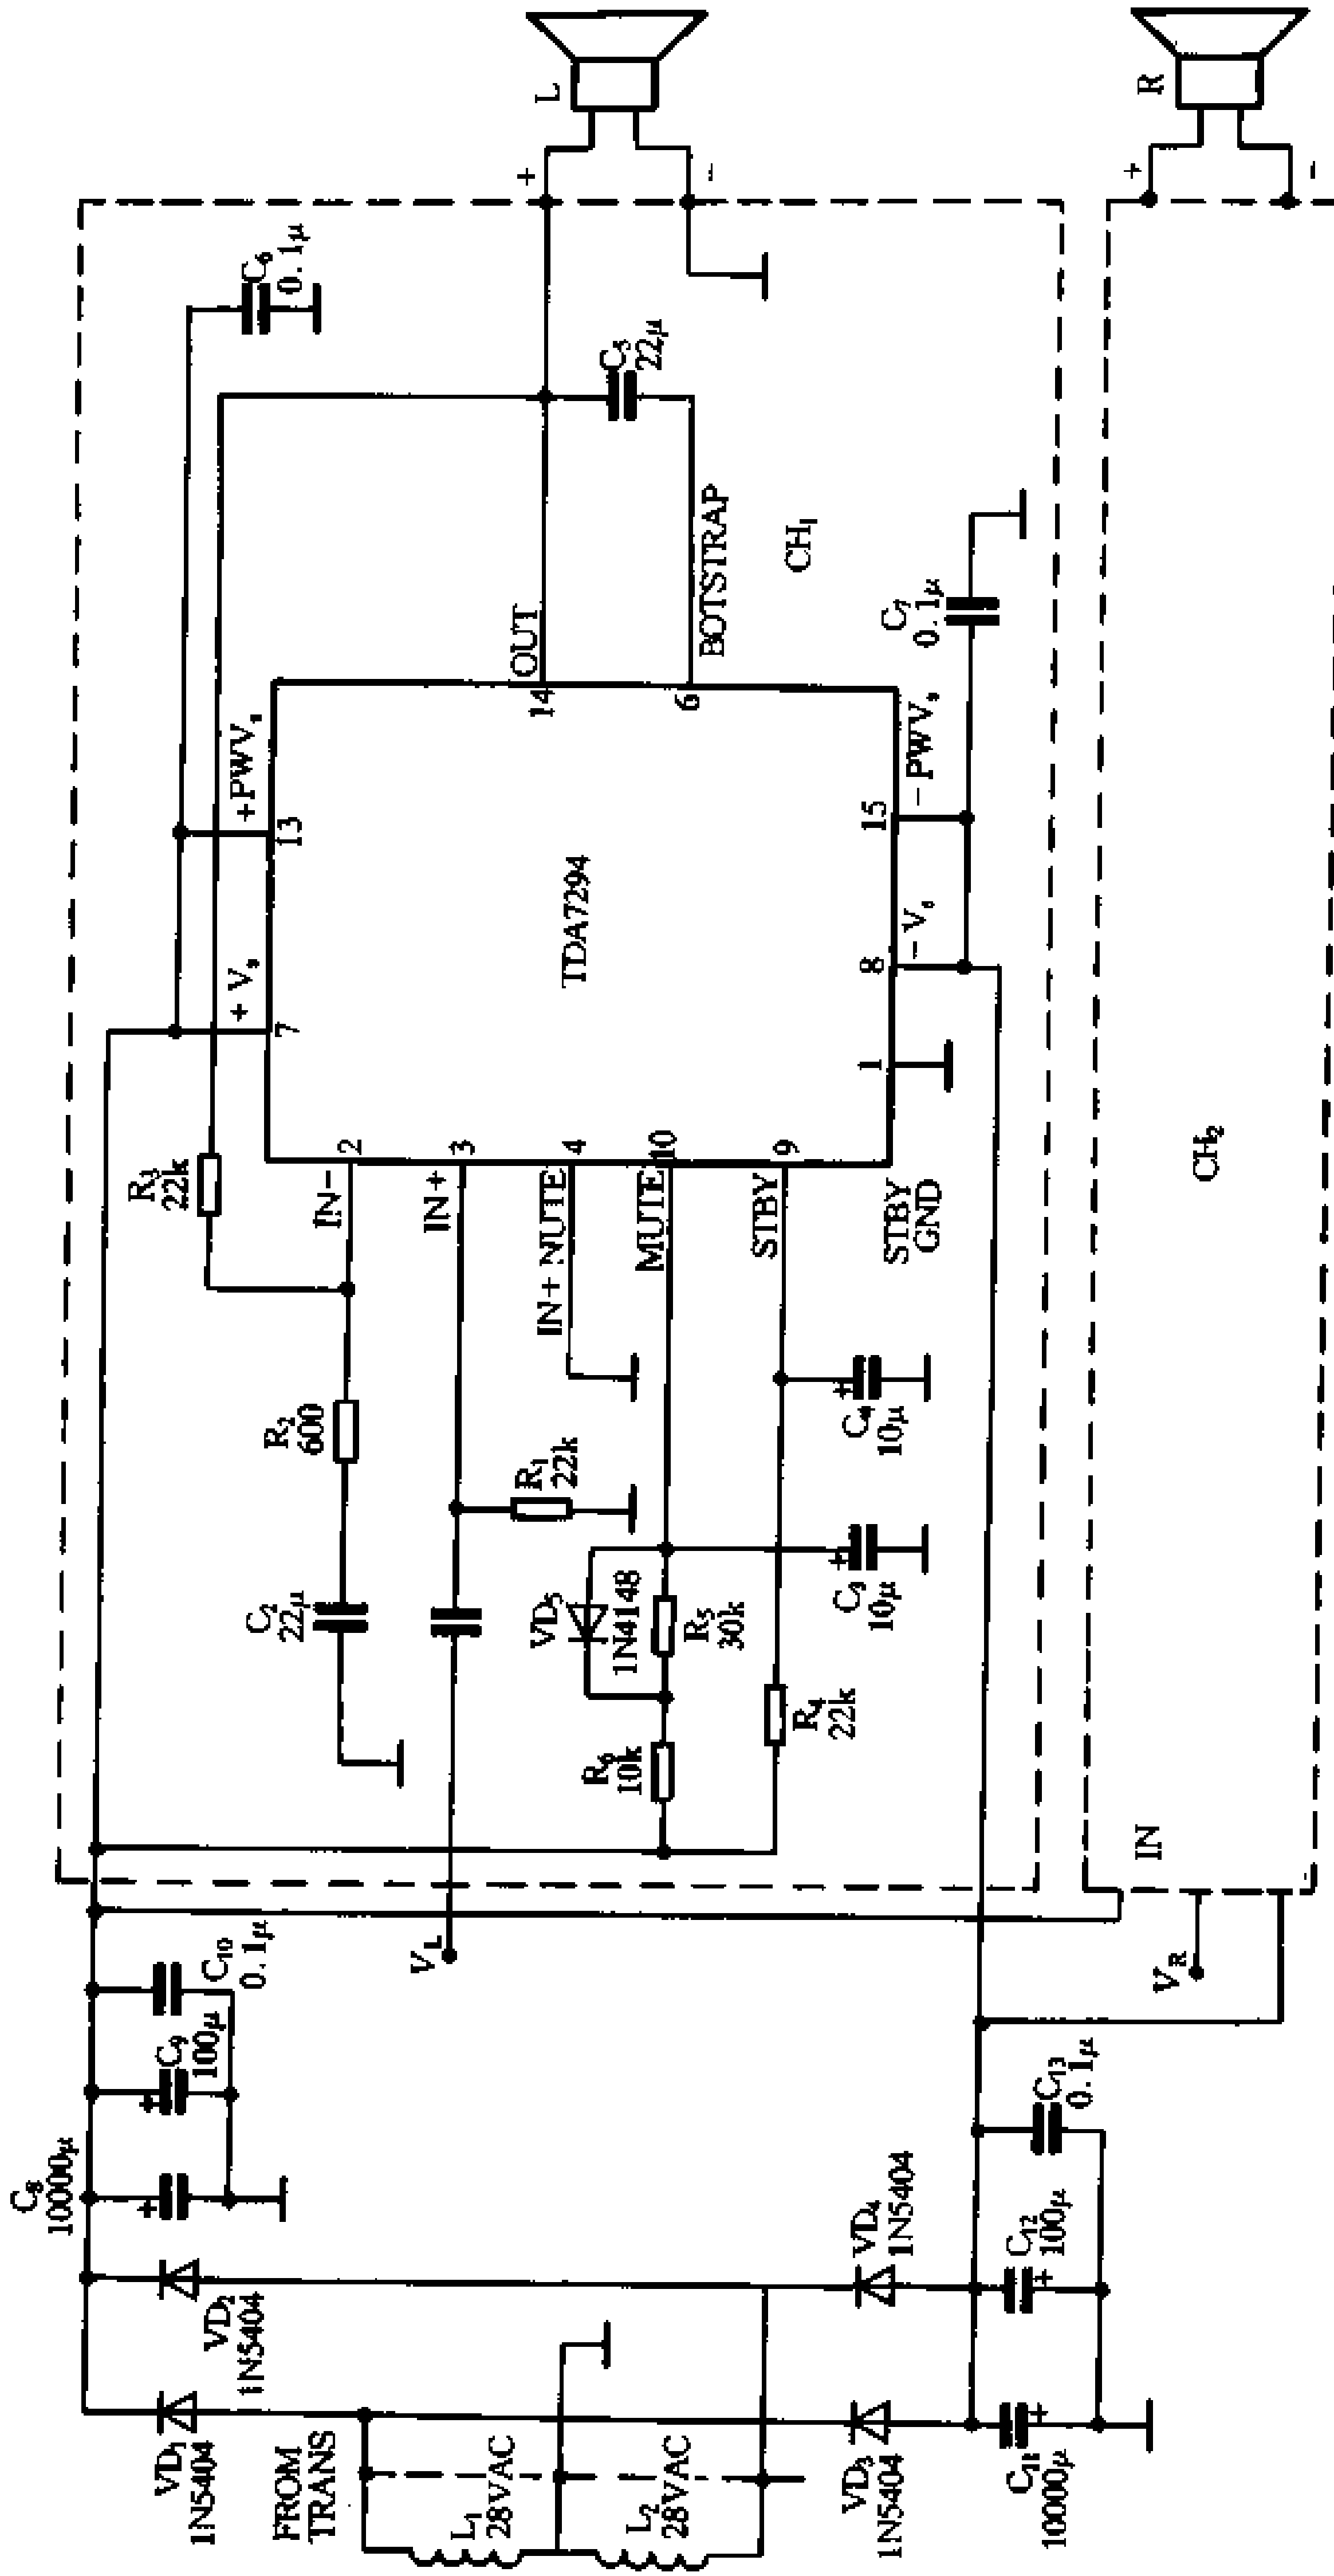 C₈
10000μ
C₉
100μ
C₁₀
0.1μ
VD₁
1N5404
VD₂
1N5404
FROM
TRANS
L₁
28VAC
L₂
28VAC
VD₃
1N5404
VD₄
1N5404
C₁₁
10000μ
C₁₂
100μ
C₁₃
0.1μ
V_L
V_R
IN
C₂
22μ
R₂
600
R₃
22k
R₁
22k
VD₅
1N4148
R₆
10k
R₅
30k
R₄
22k
C₃
10μ
C₄
10μ
IN-
2
IN+
3
IN+ NUTE
4
MUTE
10
STBY
9
STBY
GND
1
+Vₛ
7
+PWVₛ
13
TDA7294
8
-Vₛ
15
-PWVₛ
14
OUT
6
BOTSTRAP
C₅
22μ
C₆
0.1μ
C₇
0.1μ
CH₁
CH₂
+
L
-
+
R
-